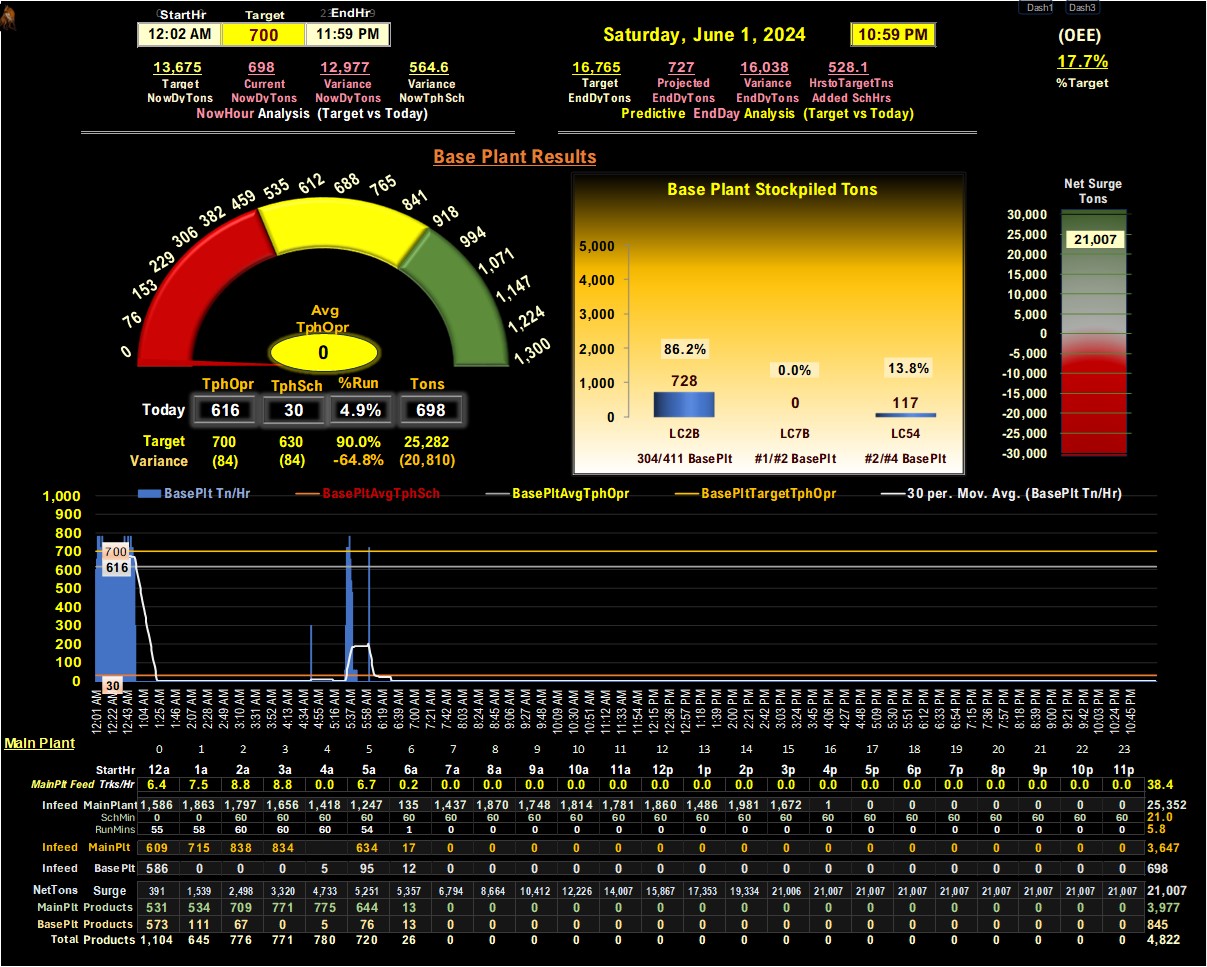 Dash1 Dash3
StartHr Target EndHr
12:02 AM 700 11:59 PM
Saturday, June 1, 2024 10:59 PM
(OEE)
17.7%
%Target
13,675 698 12,977 564.6
Target Current Variance Variance
NowDyTons NowDyTons NowDyTons NowTphSch
NowHour Analysis (Target vs Today)
16,765 727 16,038 528.1
Target Projected Variance HrstoTargetTns
EndDyTons EndDyTons EndDyTons Added SchHrs
Predictive EndDay Analysis (Target vs Today)
Base Plant Results
0 76 153 229 306 382 459 535 612 688 765 841 918 994 1,071 1,147 1,224 1,300
Avg
TphOpr
0
TphOpr TphSch %Run Tons
Today 616 30 4.9% 698
Target 700 630 90.0% 25,282
Variance (84) (84) -64.8% (20,810)
Base Plant Stockpiled Tons
5,000
4,000
3,000
2,000
1,000
0
86.2% 0.0% 13.8%
728 0 117
LC2B LC7B LC54
304/411 BasePlt #1/#2 BasePlt #2/#4 BasePlt
Net Surge
Tons
30,000
25,000
21,007
20,000
15,000
10,000
5,000
0
-5,000
-10,000
-15,000
-20,000
-25,000
-30,000
BasePlt Tn/Hr BasePltAvgTphSch BasePltAvgTphOpr BasePltTargetTphOpr 30 per. Mov. Avg. (BasePlt Tn/Hr)
1,000
900
800
700
600
500
400
300
200
100
0
700
616
30
12:01 AM 12:22 AM 12:43 AM 1:04 AM 1:25 AM 1:46 AM 2:07 AM 2:28 AM 2:49 AM 3:10 AM 3:31 AM 3:52 AM 4:13 AM 4:34 AM 4:55 AM 5:16 AM 5:37 AM 5:58 AM 6:19 AM 6:39 AM 7:00 AM 7:21 AM 7:42 AM 8:03 AM 8:24 AM 8:45 AM 9:06 AM 9:27 AM 9:48 AM 10:09 AM 10:30 AM 10:51 AM 11:12 AM 11:33 AM 11:54 AM 12:15 PM 12:36 PM 12:57 PM 1:18 PM 1:39 PM 2:00 PM 2:21 PM 2:42 PM 3:03 PM 3:24 PM 3:45 PM 4:06 PM 4:27 PM 4:48 PM 5:09 PM 5:30 PM 5:51 PM 6:12 PM 6:33 PM 6:54 PM 7:15 PM 7:36 PM 7:57 PM 8:18 PM 8:39 PM 9:00 PM 9:21 PM 9:42 PM 10:03 PM 10:24 PM 10:45 PM
Main Plant
0 1 2 3 4 5 6 7 8 9 10 11 12 13 14 15 16 17 18 19 20 21 22 23
StartHr 12a 1a 2a 3a 4a 5a 6a 7a 8a 9a 10a 11a 12p 1p 2p 3p 4p 5p 6p 7p 8p 9p 10p 11p
MainPlt Feed Trks/Hr 6.4 7.5 8.8 8.8 0.0 6.7 0.2 0.0 0.0 0.0 0.0 0.0 0.0 0.0 0.0 0.0 0.0 0.0 0.0 0.0 0.0 0.0 0.0 0.0 38.4
Infeed MainPlant 1,586 1,863 1,797 1,656 1,418 1,247 135 1,437 1,870 1,748 1,814 1,781 1,860 1,486 1,981 1,672 1 0 0 0 0 0 0 0 25,352
SchMin 0 0 60 60 60 60 60 60 60 60 60 60 60 60 60 60 60 60 60 60 60 60 60 60 21.0
RunMins 55 58 60 60 60 54 1 0 0 0 0 0 0 0 0 0 0 0 0 0 0 0 0 0 5.8
Infeed MainPlt 609 715 838 834 634 17 0 0 0 0 0 0 0 0 0 0 0 0 0 0 0 0 0 3,647
Infeed BasePlt 586 0 0 0 5 95 12 0 0 0 0 0 0 0 0 0 0 0 0 0 0 0 0 0 698
NetTons Surge 391 1,539 2,498 3,320 4,733 5,251 5,357 6,794 8,664 10,412 12,226 14,007 15,867 17,353 19,334 21,006 21,007 21,007 21,007 21,007 21,007 21,007 21,007 21,007 21,007
MainPlt Products 531 534 709 771 775 644 13 0 0 0 0 0 0 0 0 0 0 0 0 0 0 0 0 0 3,977
BasePlt Products 573 111 67 0 5 76 13 0 0 0 0 0 0 0 0 0 0 0 0 0 0 0 0 0 845
Total Products 1,104 645 776 771 780 720 26 0 0 0 0 0 0 0 0 0 0 0 0 0 0 0 0 0 4,822